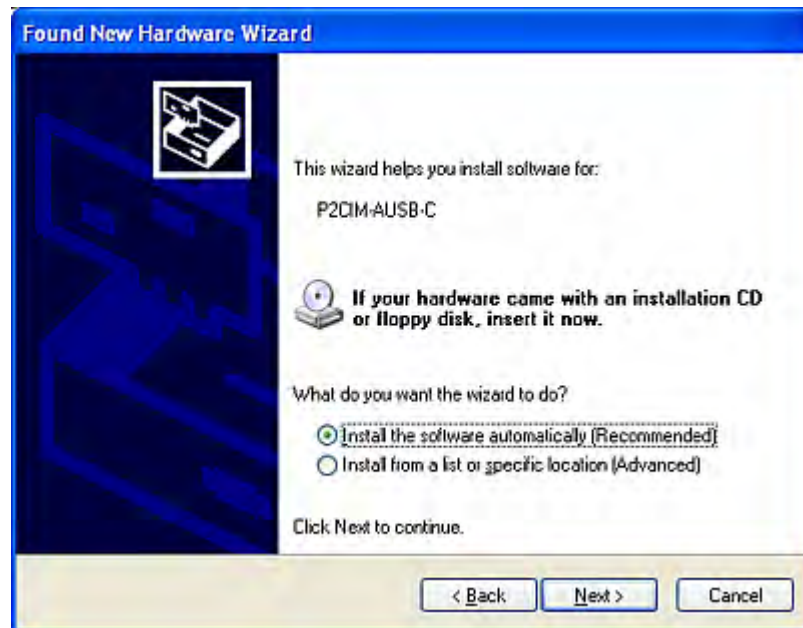 Found New Hardware Wizard
This wizard helps you install software for:
P2CIM-AUSB-C
If your hardware came with an installation CD
or floppy disk, insert it now.
What do you want the wizard to do?
Install the software automatically (Recommended)
Install from a list or specific location (Advanced)
Click Next to continue.
< Back
Next >
Cancel